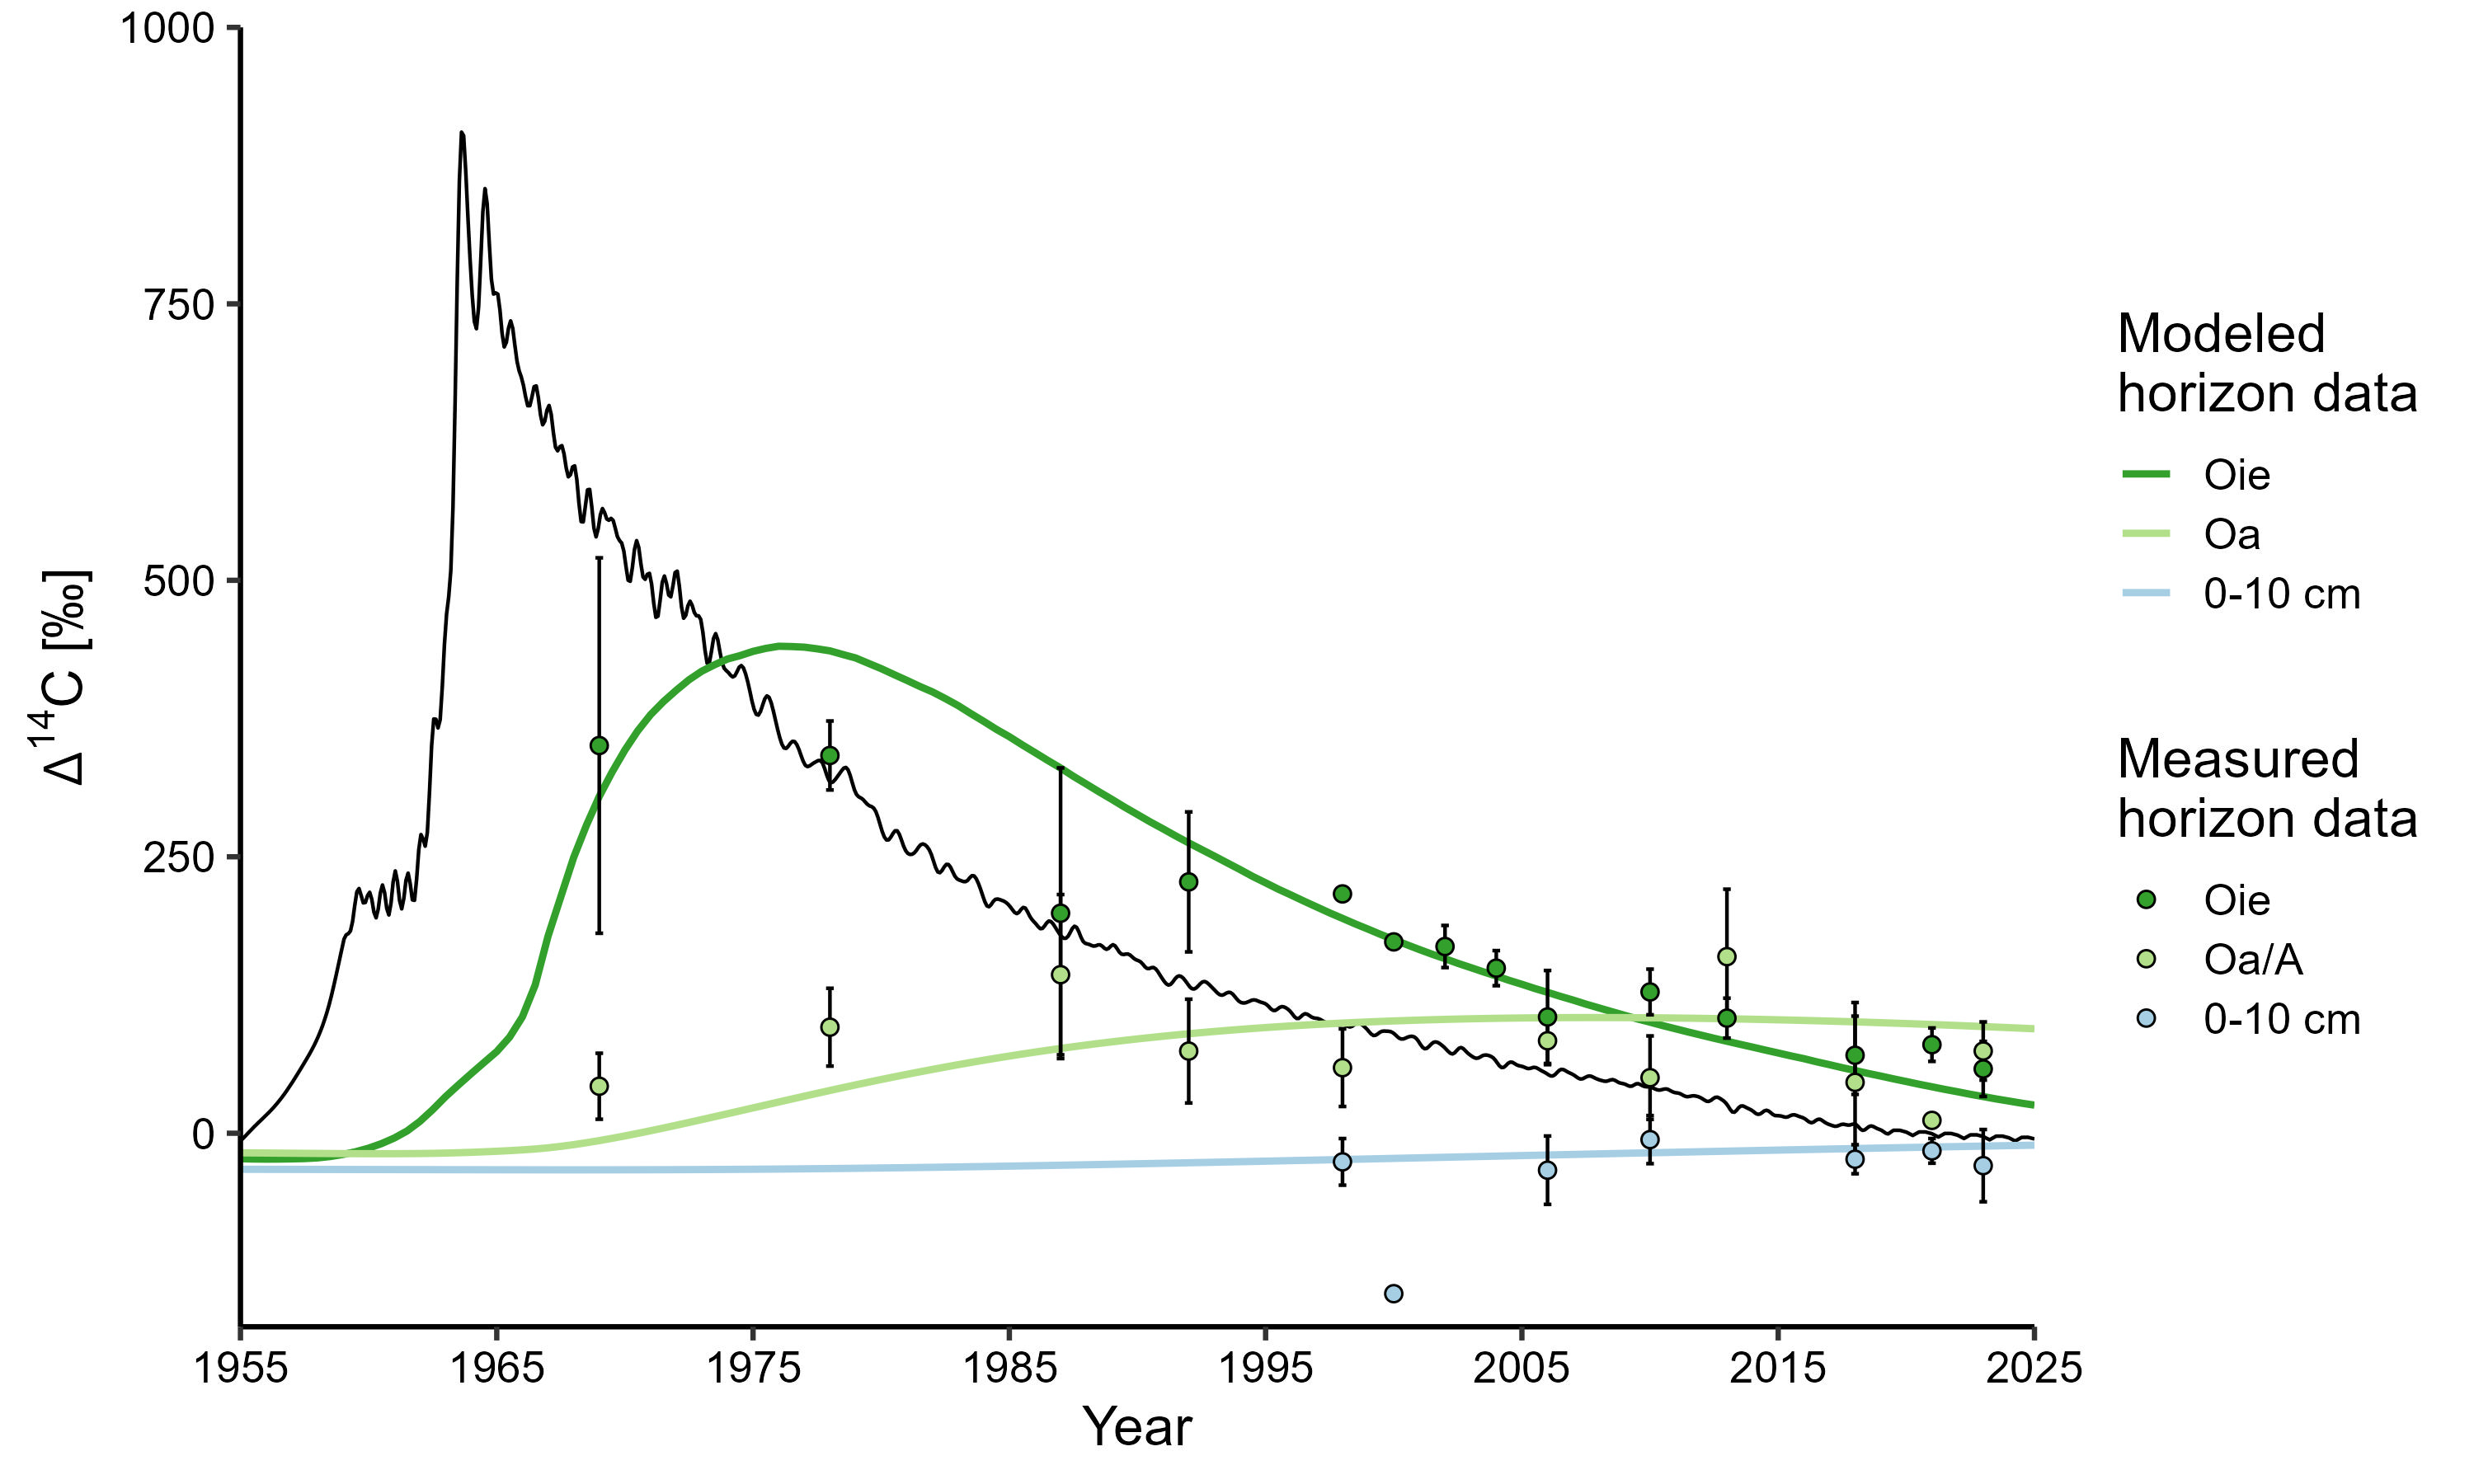 1000
750
500
250
0
Δ 14C [‰]
1955 1965 1975 1985 1995 2005 2015 2025
Year
Modeled
horizon data
Oie
Oa
0-10 cm
Measured
horizon data
Oie
Oa/A
0-10 cm